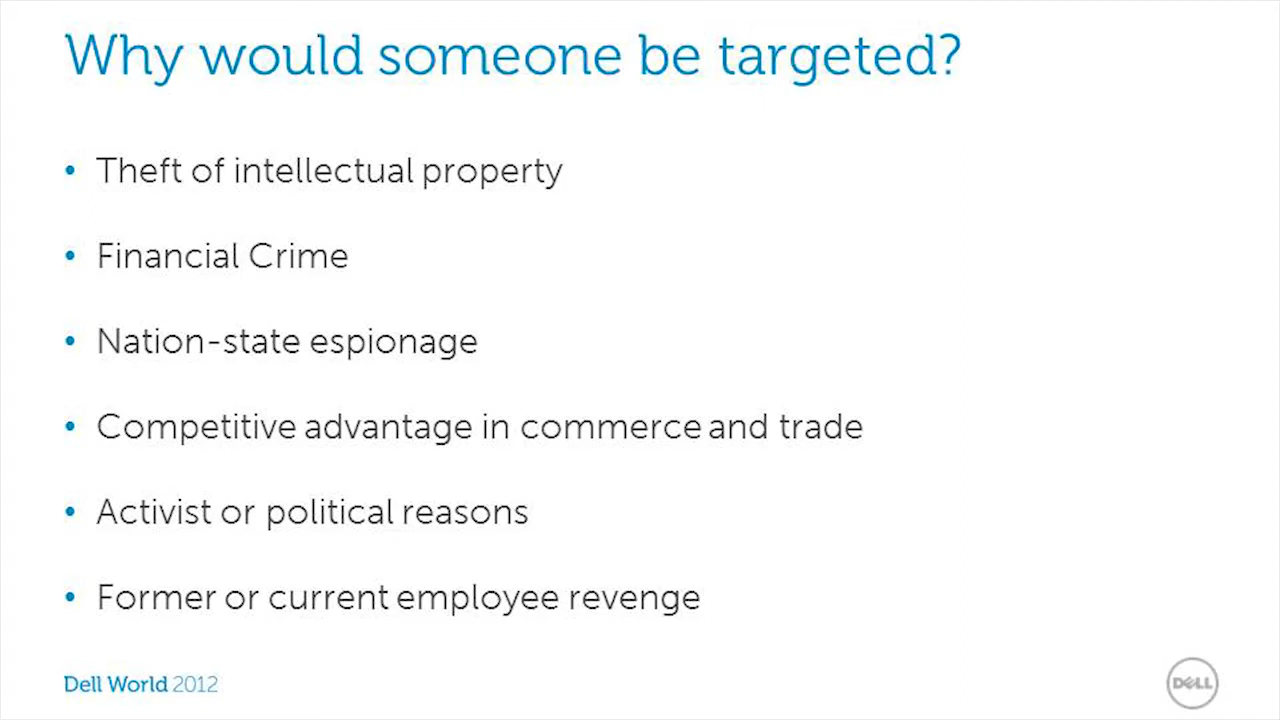 Why would someone be targeted?
• Theft of intellectual property
• Financial Crime
• Nation-state espionage
• Competitive advantage in commerce and trade
• Activist or political reasons
• Former or current employee revenge
Dell World 2012
DELL